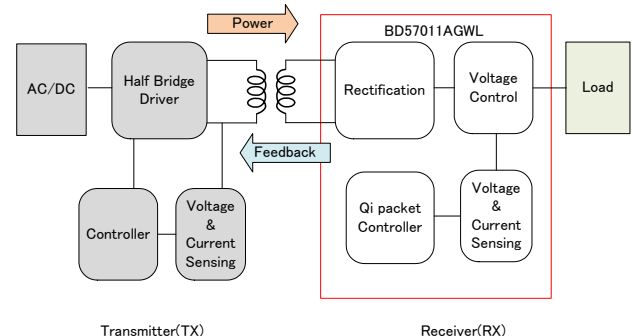 Power
BD57011AGWL
AC/DC
Half Bridge
Driver
Rectification
Voltage
Control
Load
Feedback
Controller
Voltage
&
Current
Sensing
Qi packet
Controller
Voltage
&
Current
Sensing
Transmitter(TX)
Receiver(RX)